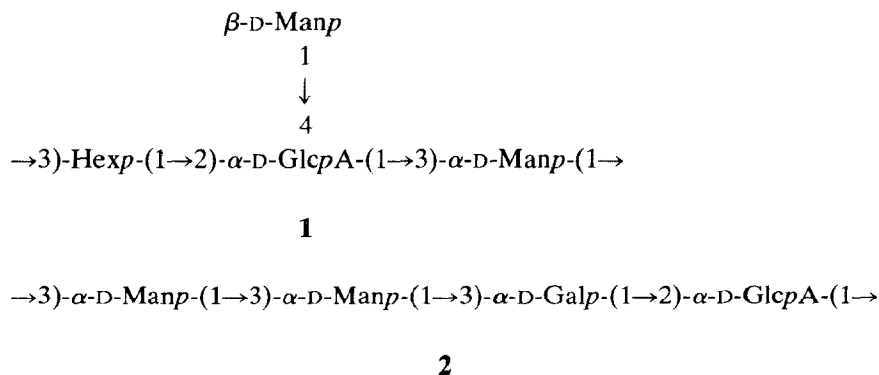 β-D-Manp
1
↓
4
→3)-Hexp-(1→2)-α-D-GlcpA-(1→3)-α-D-Manp-(1→
1
→3)-α-D-Manp-(1→3)-α-D-Manp-(1→3)-α-D-Galp-(1→2)-α-D-GlcpA-(1→
2